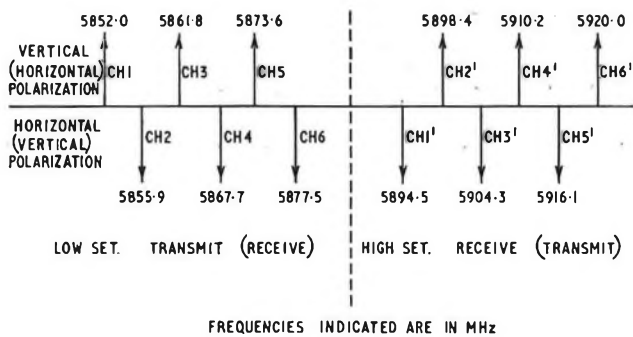 5852·0 5861·8 5873·6 5898·4 5910·2 5920·0
VERTICAL
(HORIZONTAL) CH1 CH3 CH5 CH2' CH4' CH6'
POLARIZATION
HORIZONTAL
(VERTICAL) CH2 CH4 CH6 CH1' CH3' CH5'
POLARIZATION
5855·9 5867·7 5877·5 5894·5 5904·3 5916·1
LOW SET. TRANSMIT (RECEIVE) HIGH SET. RECEIVE (TRANSMIT)
FREQUENCIES INDICATED ARE IN MHz